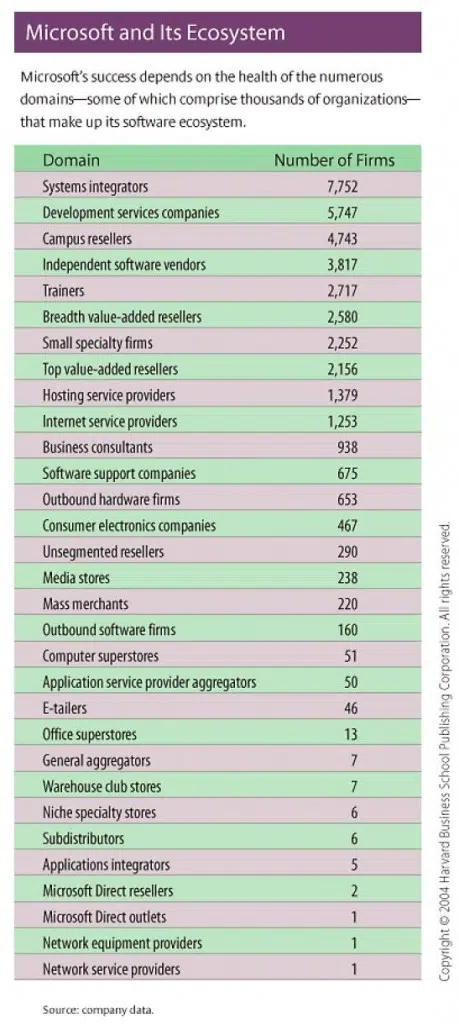 Microsoft and Its Ecosystem
Microsoft's success depends on the health of the numerous
domains—some of which comprise thousands of organizations—
that make up its software ecosystem.
Domain Number of Firms
Systems integrators 7,752
Development services companies 5,747
Campus resellers 4,743
Independent software vendors 3,817
Trainers 2,717
Breadth value-added resellers 2,580
Small specialty firms 2,252
Top value-added resellers 2,156
Hosting service providers 1,379
Internet service providers 1,253
Business consultants 938
Software support companies 675
Outbound hardware firms 653
Consumer electronics companies 467
Unsegmented resellers 290
Media stores 238
Mass merchants 220
Outbound software firms 160
Computer superstores 51
Application service provider aggregators 50
E-tailers 46
Office superstores 13
General aggregators 7
Warehouse club stores 7
Niche specialty stores 6
Subdistributors 6
Applications integrators 5
Microsoft Direct resellers 2
Microsoft Direct outlets 1
Network equipment providers 1
Network service providers 1
Source: company data.
Copyright © 2004 Harvard Business School Publishing Corporation. All rights reserved.